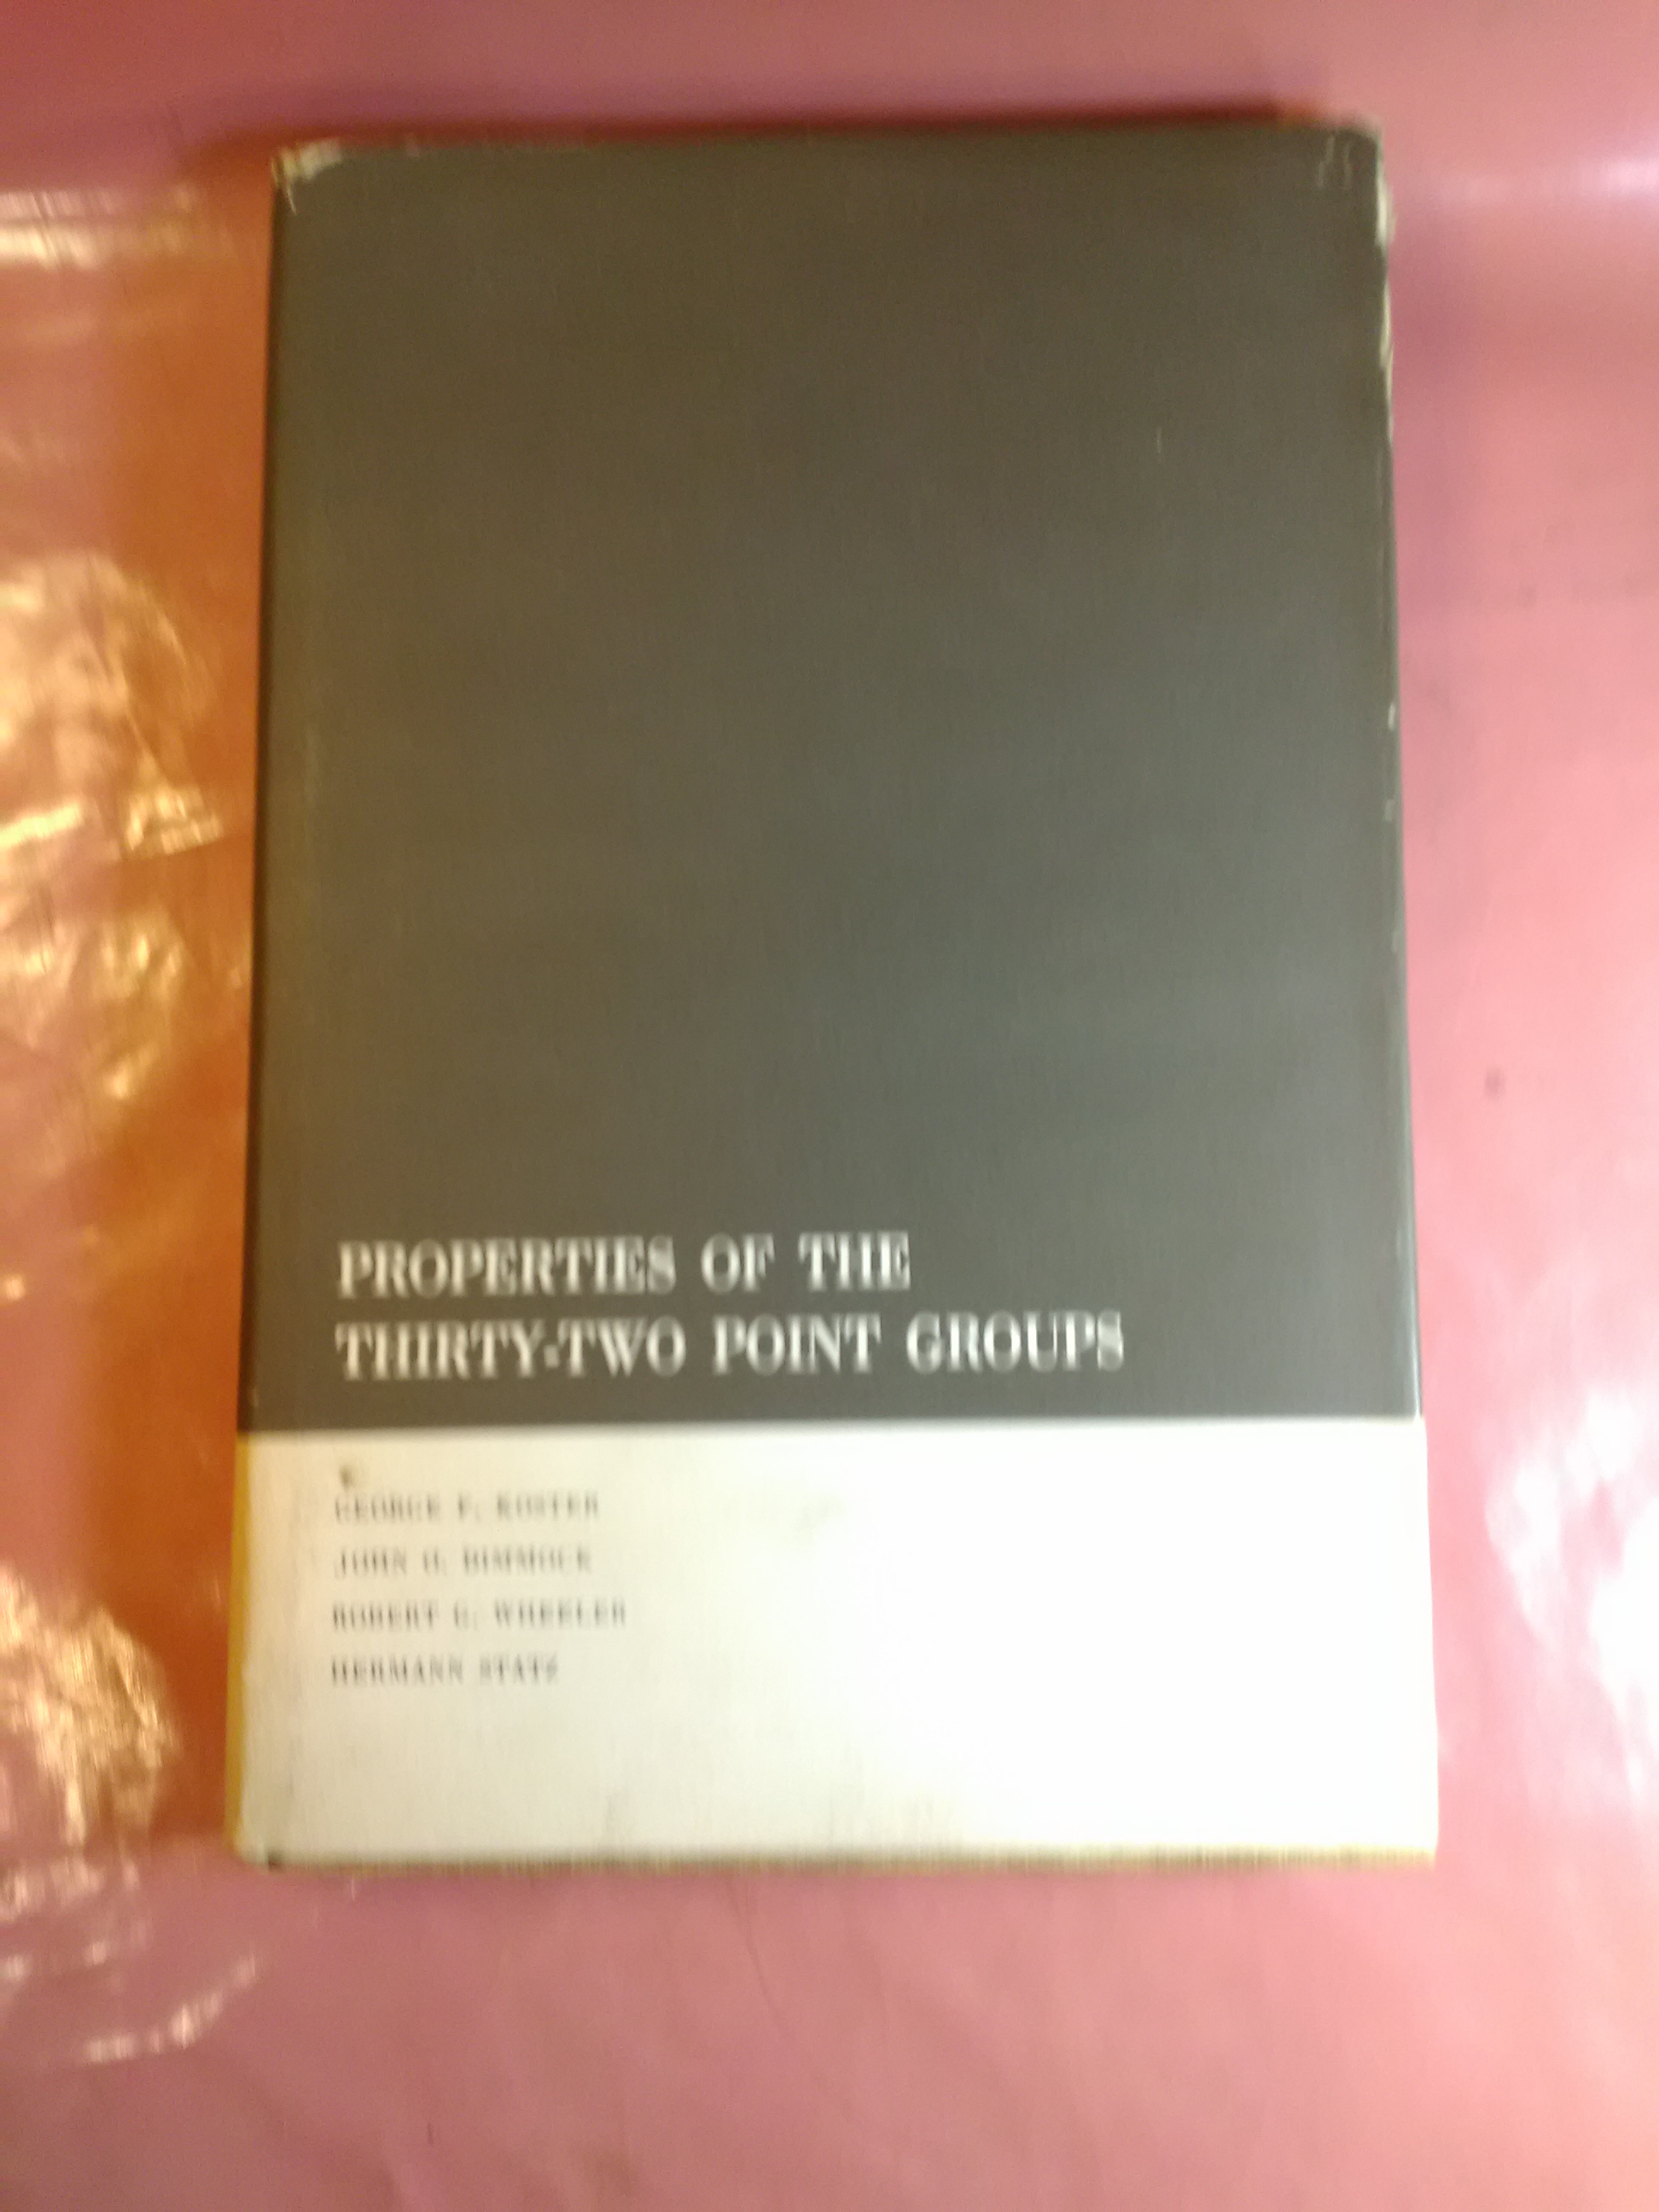 PROPERTIES OF THE
THIRTY-TWO POINT GROUPS
GEORGE F. KOSTER
JOHN O. DIMMOCK
ROBERT G. WHEELER
HERMANN STATZ